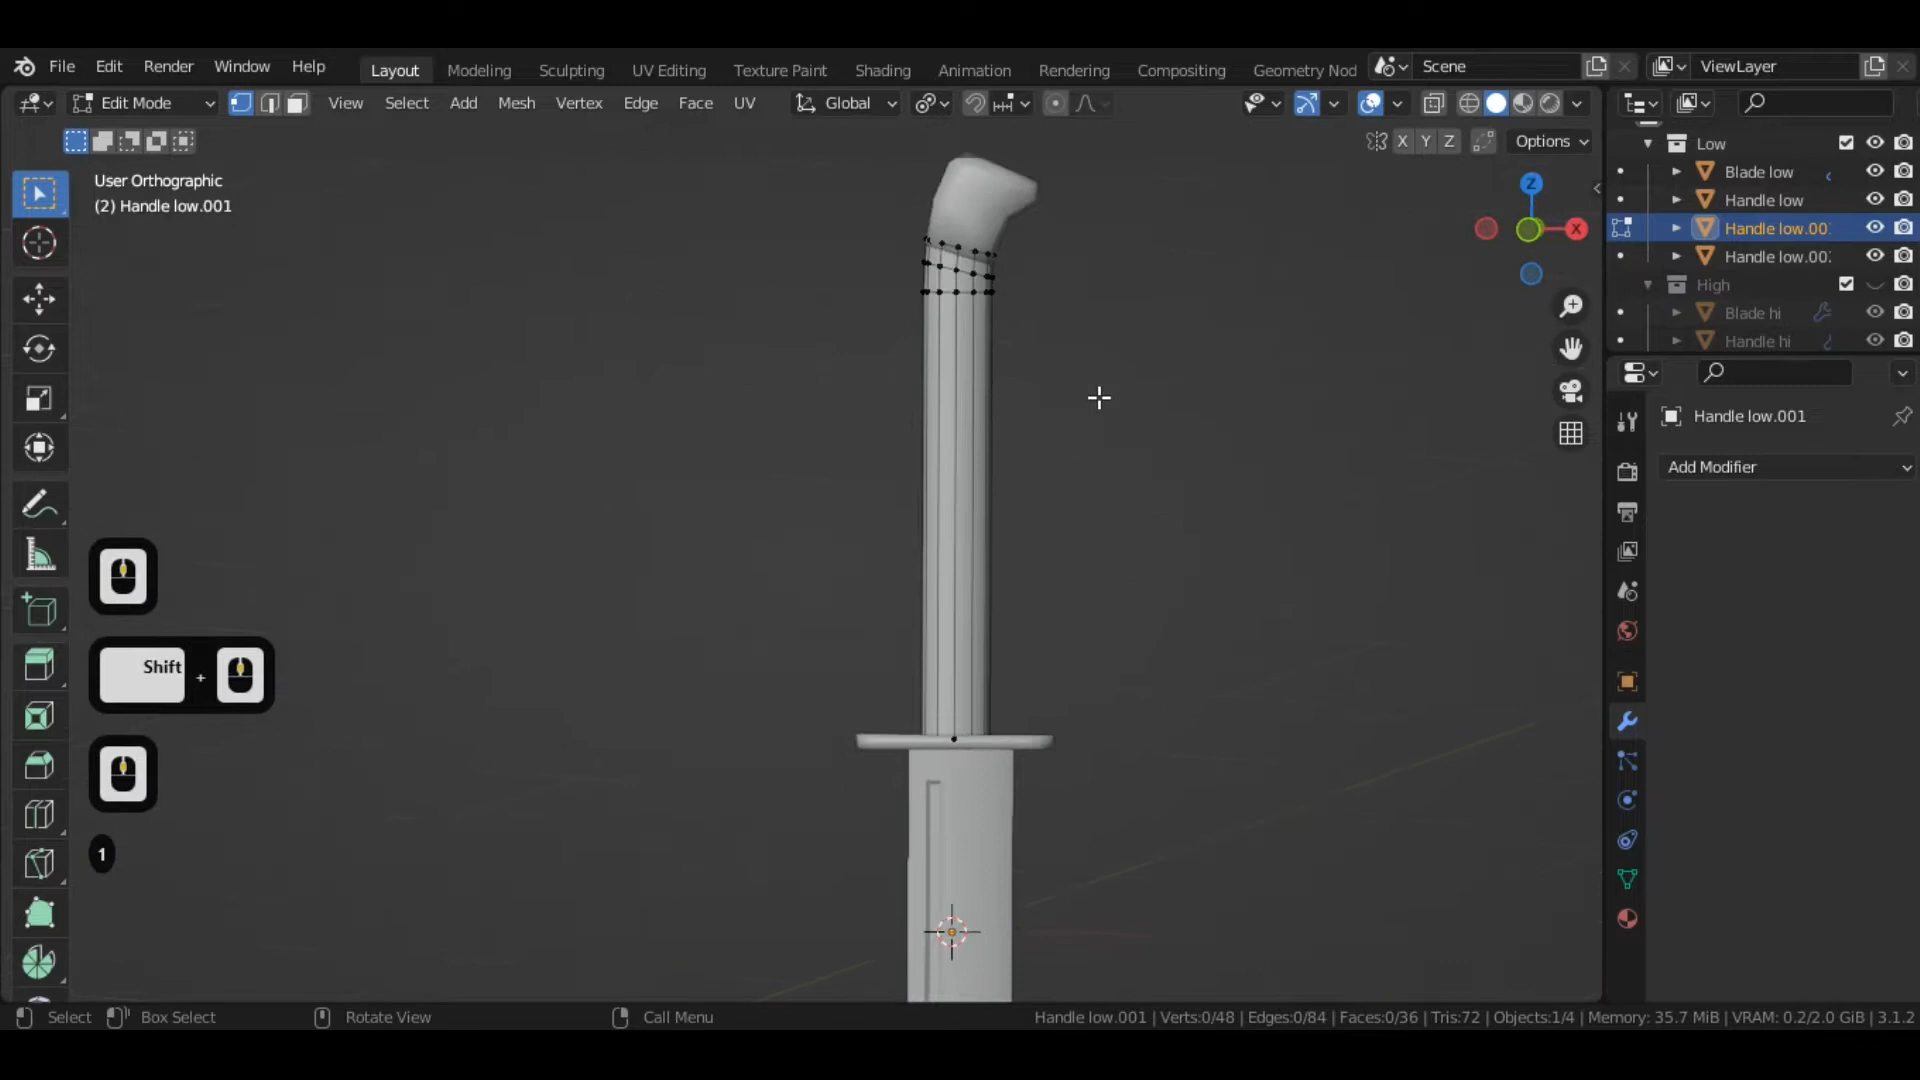 File Edit Render Window Help Layout Modeling Sculpting UV Editing Texture Paint Shading Animation Rendering Compositing Geometry Nod Scene ViewLayer
Edit Mode View Select Add Mesh Vertex Edge Face UV Global
X Y Z Options
User Orthographic
(2) Handle low.001
Z
X
Low
Blade low
Handle low
Handle low.00
Handle low.00
High
Blade hi
Handle hi
Handle low.001
Add Modifier
Shift +
1
Select Box Select Rotate View Call Menu Handle low.001 | Verts:0/48 | Edges:0/84 | Faces:0/36 | Tris:72 | Objects:1/4 | Memory: 35.7 MiB | VRAM: 0.2/2.0 GiB | 3.1.2